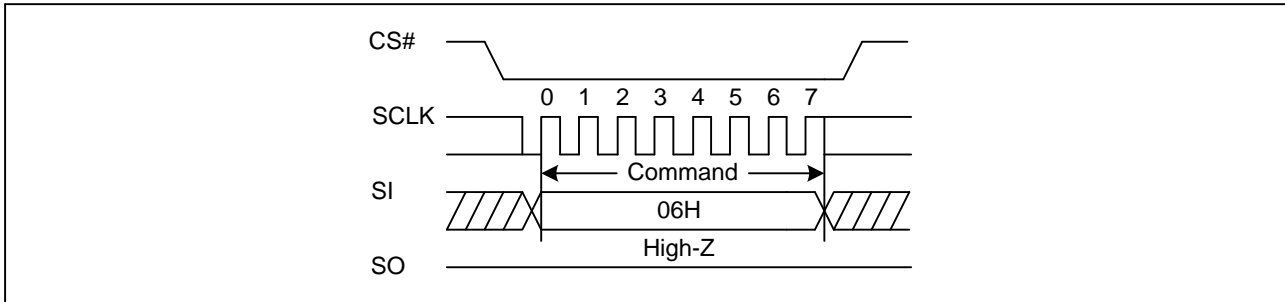 CS#
0 1 2 3 4 5 6 7
SCLK
Command
SI
06H
High-Z
SO